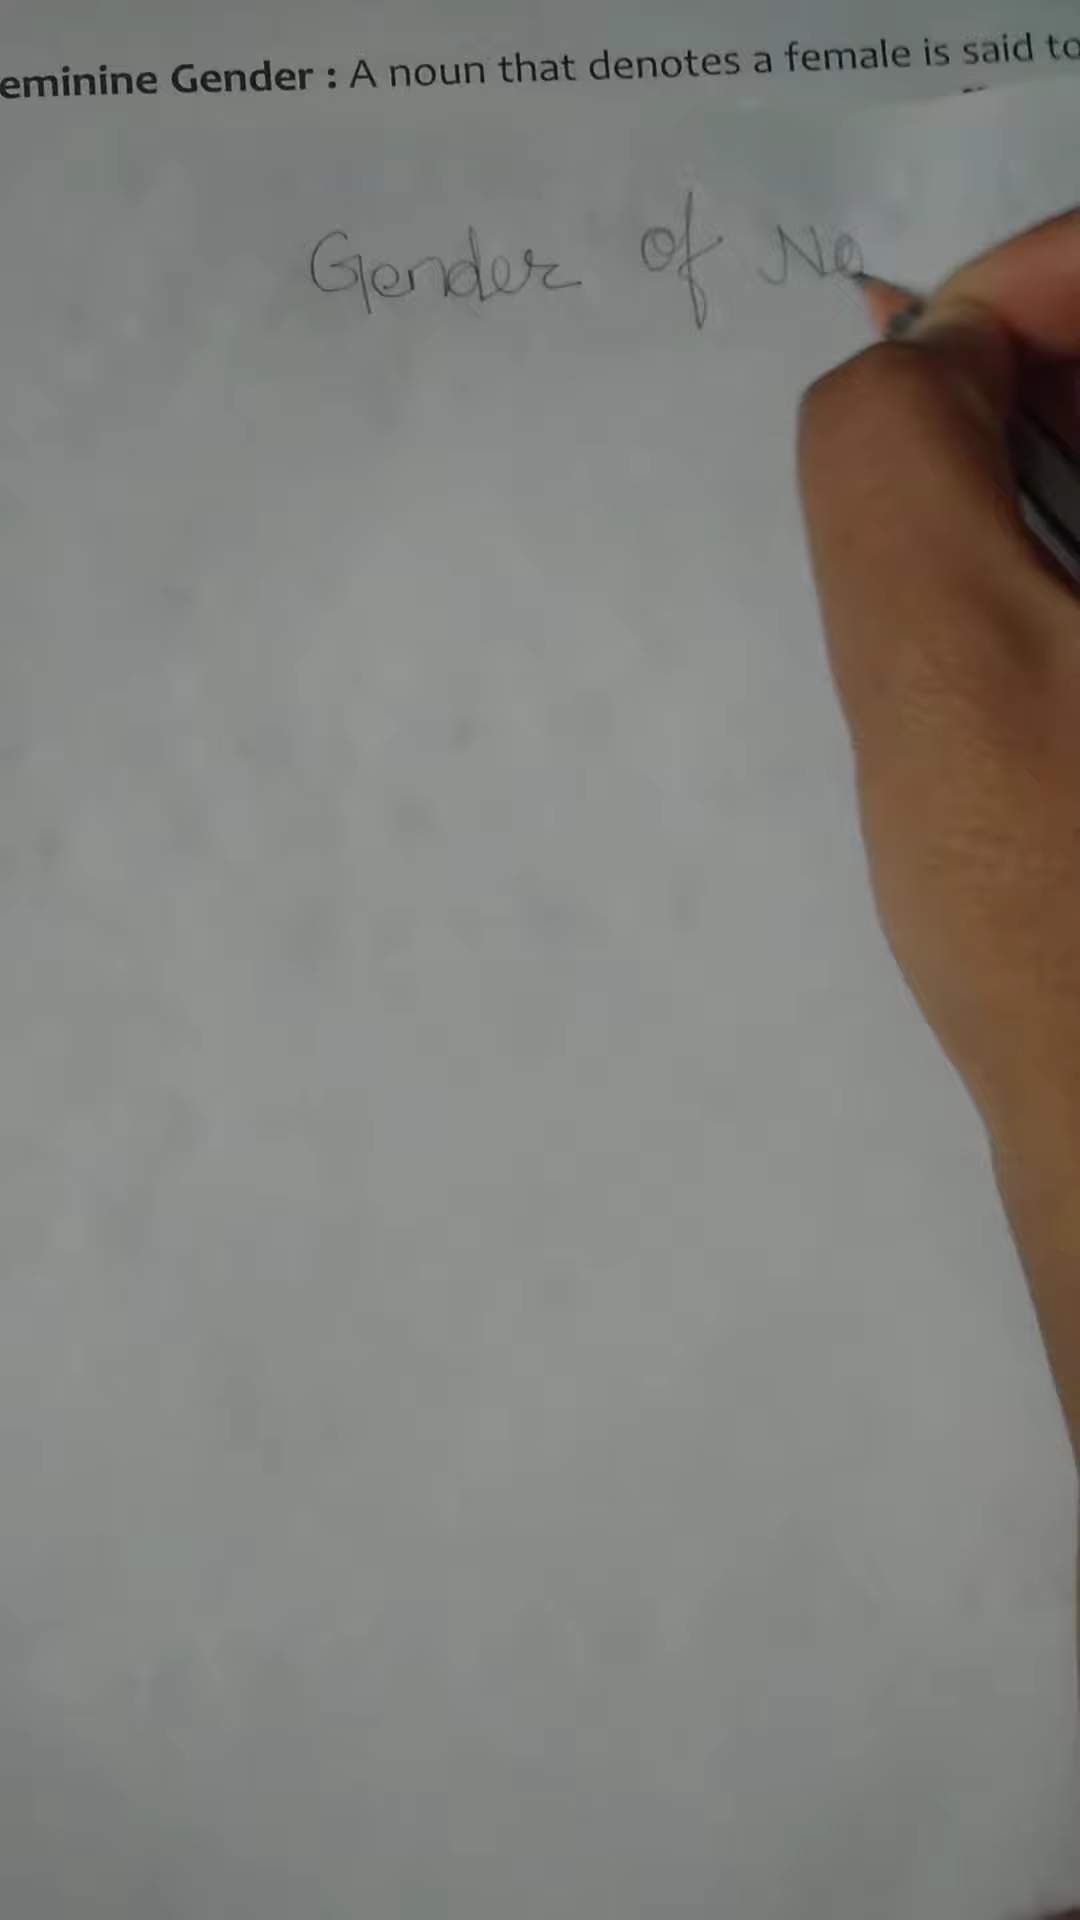 eminine Gender : A noun that denotes a female is said to
Gender of No